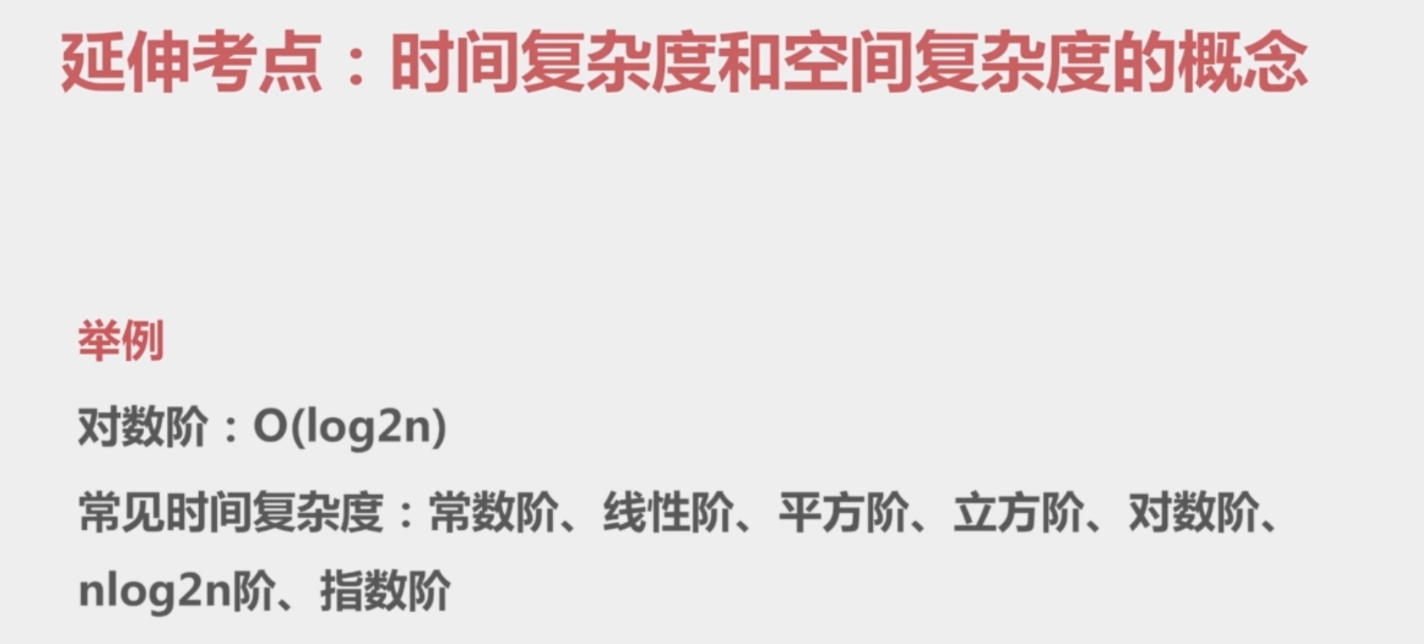 延伸考点：时间复杂度和空间复杂度的概念
举例
对数阶：O(log2n)
常见时间复杂度：常数阶、线性阶、平方阶、立方阶、对数阶、
nlog2n阶、指数阶